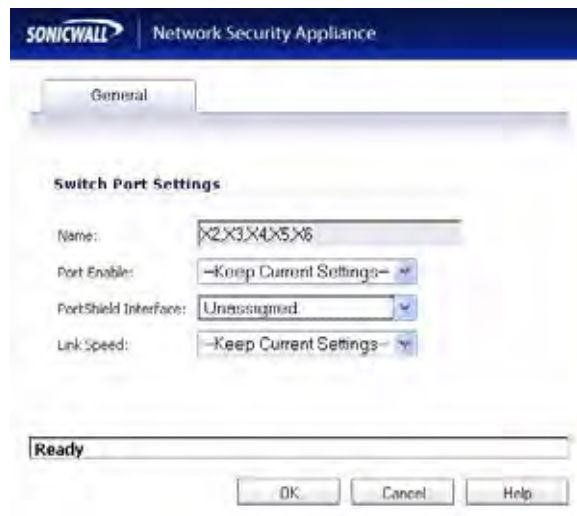 SONICWALL Network Security Appliance
General
Switch Port Settings
Name: X2,X3,X4,X5,X6
Port Enable: --Keep Current Settings--
PortShield Interface: Unassigned
Link Speed: --Keep Current Settings--
Ready
OK Cancel Help